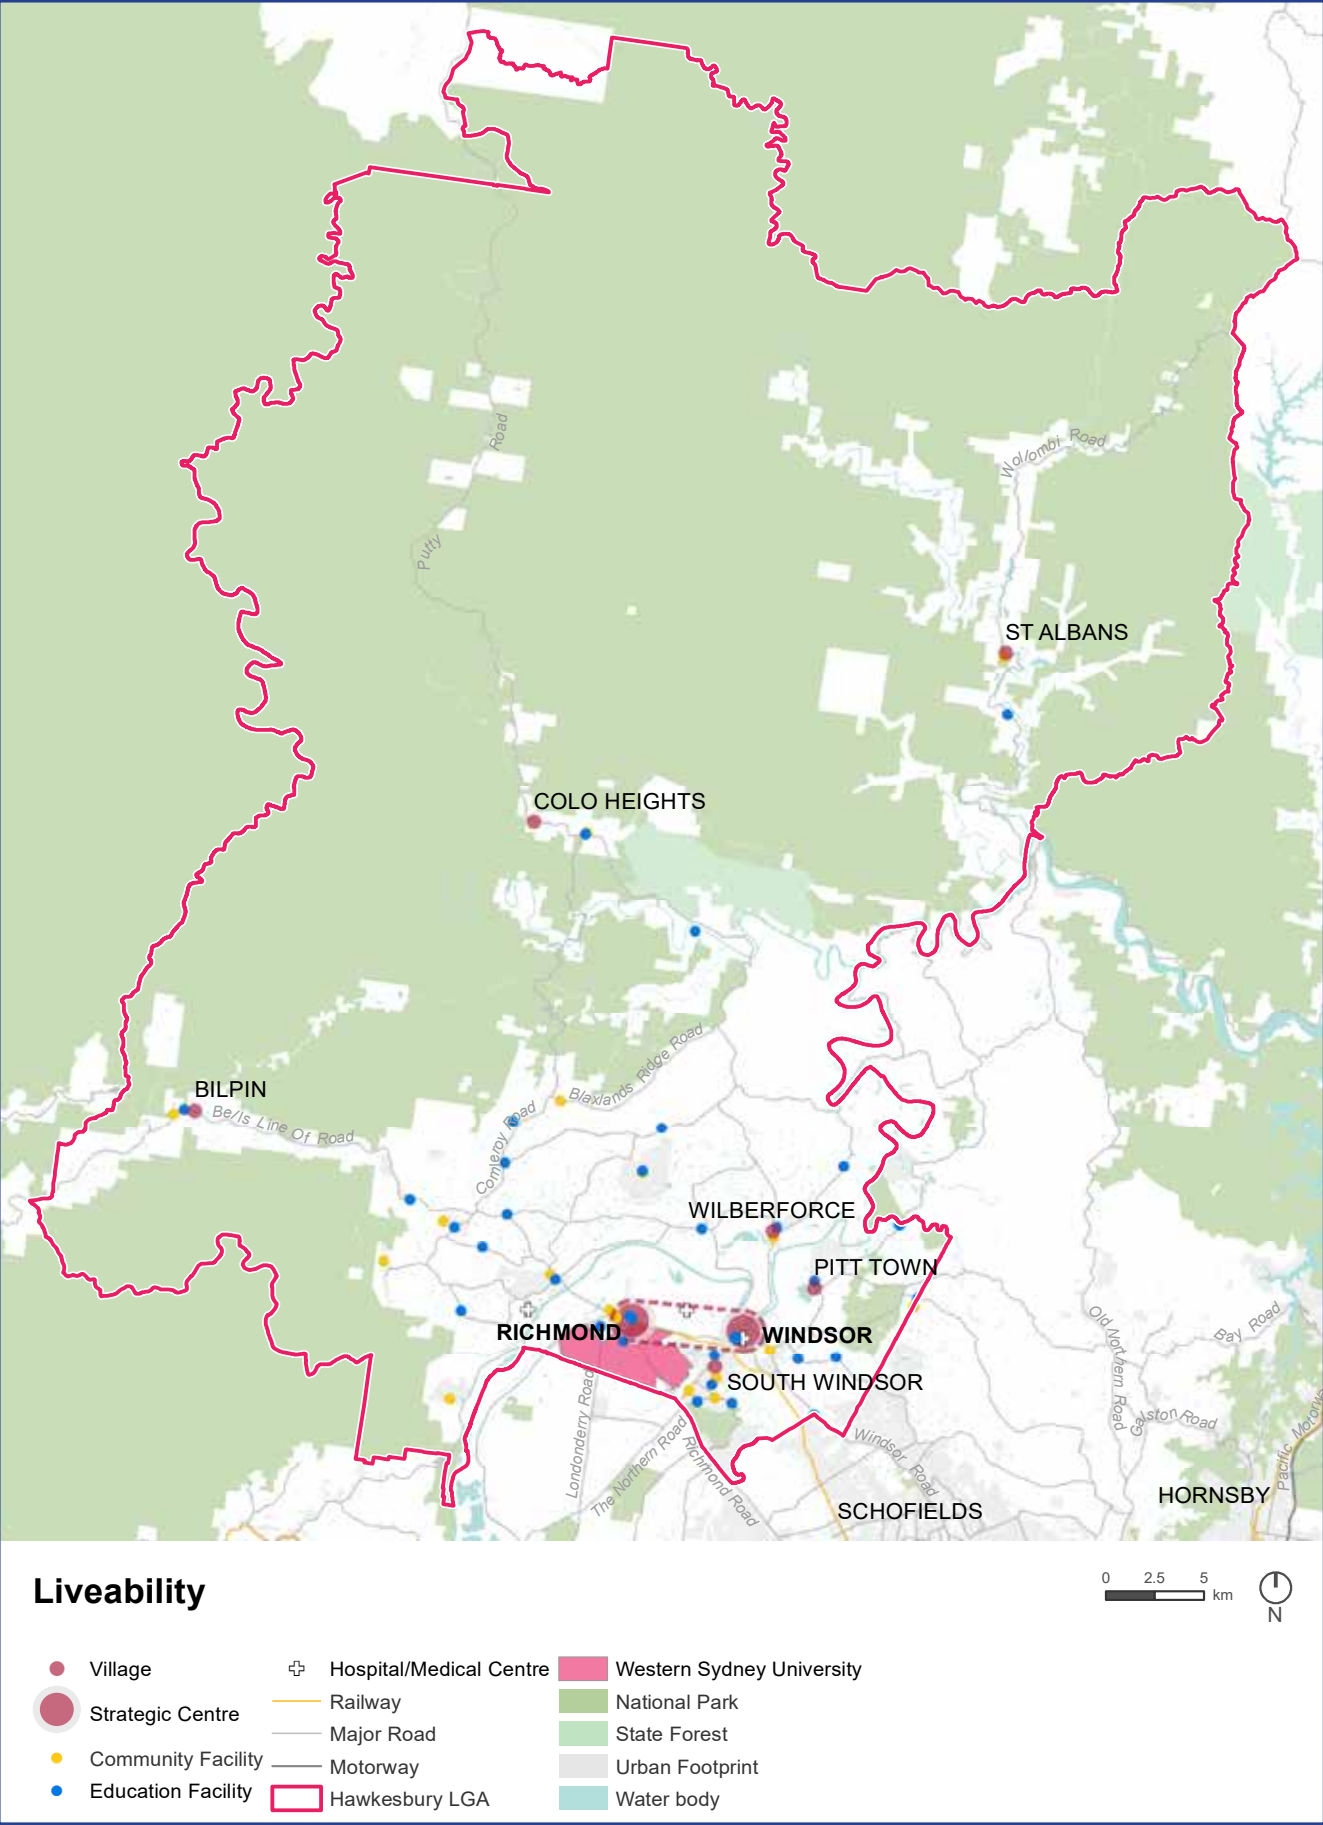 Wollombi Road
Road
Putty
ST ALBANS
COLO HEIGHTS
Blaxlands Ridge Road
BILPIN
Bells Line Of Road
Comleroy Road
WILBERFORCE
PITT TOWN
RICHMOND
WINDSOR
SOUTH WINDSOR
Old Northern Road
Bay Road
Galston Road
Pacific Motorw
Londonderry Road
The Northern Road
Richmond Road
Windsor Road
SCHOFIELDS
HORNSBY
Liveability
0 2.5 5
km
N
Village
Strategic Centre
Community Facility
Education Facility
Hospital/Medical Centre
Railway
Major Road
Motorway
Hawkesbury LGA
Western Sydney University
National Park
State Forest
Urban Footprint
Water body